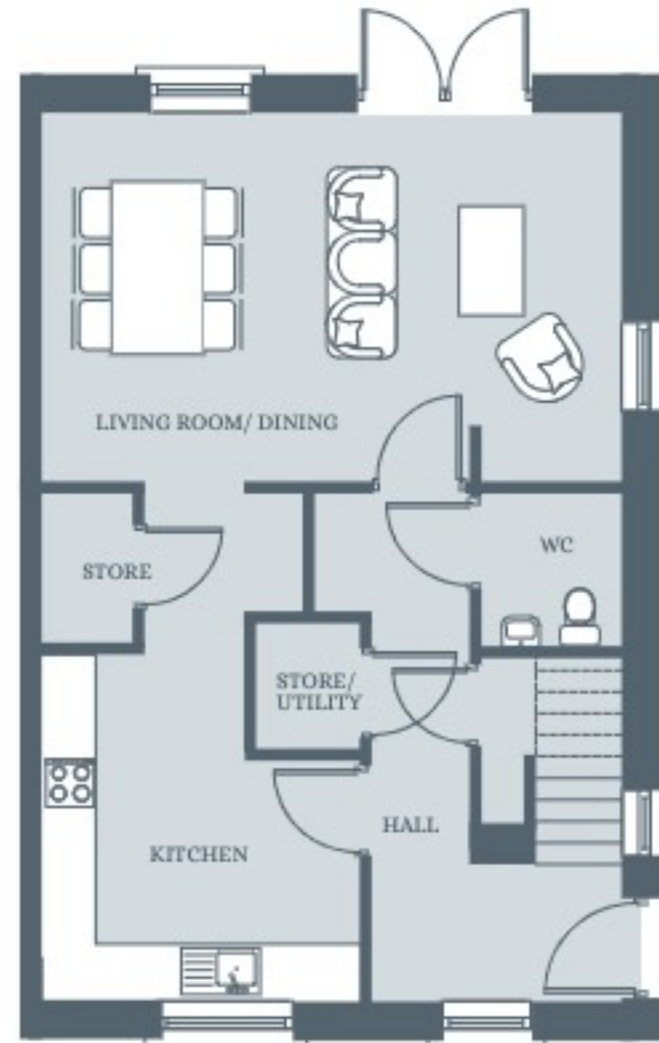 LIVING ROOM/ DINING
STORE
WC
STORE/
UTILITY
HALL
KITCHEN